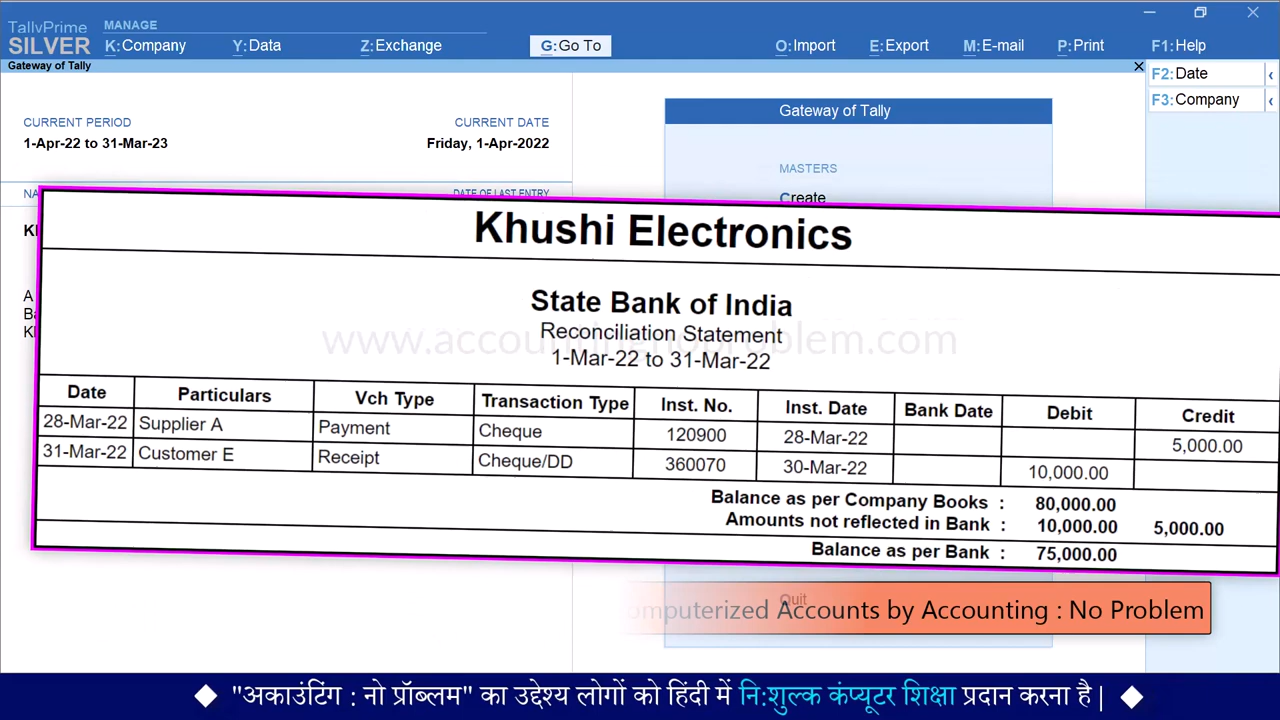 TallyPrime
SILVER
MANAGE
K:Company Y:Data Z:Exchange G:Go To O:Import E:Export M:E-mail P:Print F1:Help
Gateway of Tally
F2:Date
F3:Company
CURRENT PERIOD CURRENT DATE
1-Apr-22 to 31-Mar-23 Friday, 1-Apr-2022
DATE OF LAST ENTRY
Gateway of Tally
MASTERS
Create
Khushi Electronics
State Bank of India
Reconciliation Statement
1-Mar-22 to 31-Mar-22
Date Particulars Vch Type Transaction Type Inst. No. Inst. Date Bank Date Debit Credit
28-Mar-22 Supplier A Payment Cheque 120900 28-Mar-22 5,000.00
31-Mar-22 Customer E Receipt Cheque/DD 360070 30-Mar-22 10,000.00
Balance as per Company Books : 80,000.00
Amounts not reflected in Bank : 10,000.00 5,000.00
Balance as per Bank : 75,000.00
Quit
Accounts by Accounting : No Problem
"अकाउंटिंग : नो प्रॉब्लम" का उद्देश्य लोगों को हिंदी में नि:शुल्क कंप्यूटर शिक्षा प्रदान करना है|